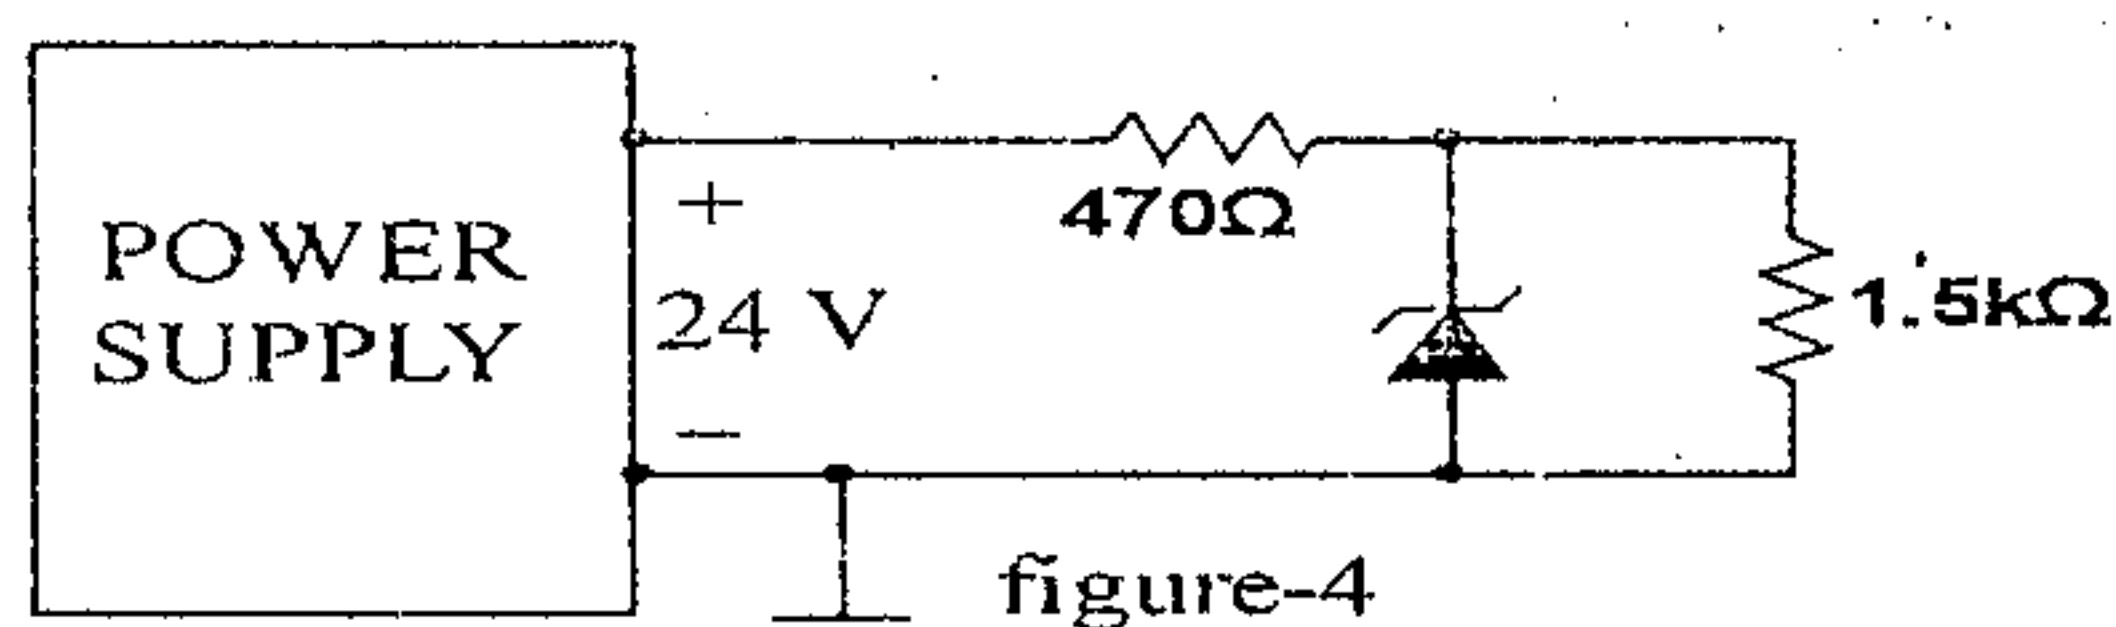 POWER
SUPPLY
+
24 V
–
470Ω
1.5kΩ
figure-4